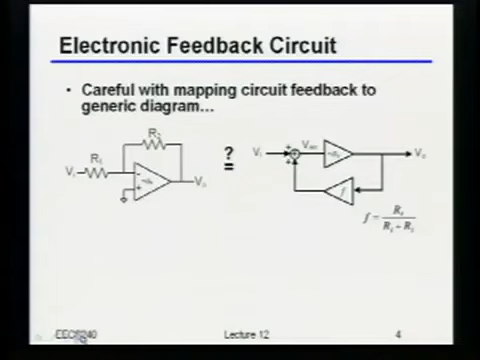 Electronic Feedback Circuit
• Careful with mapping circuit feedback to
generic diagram…
R2
R1
Vi
Vo
?
=
Vi
Vo
f
f =
EECS240
Lecture 12
4